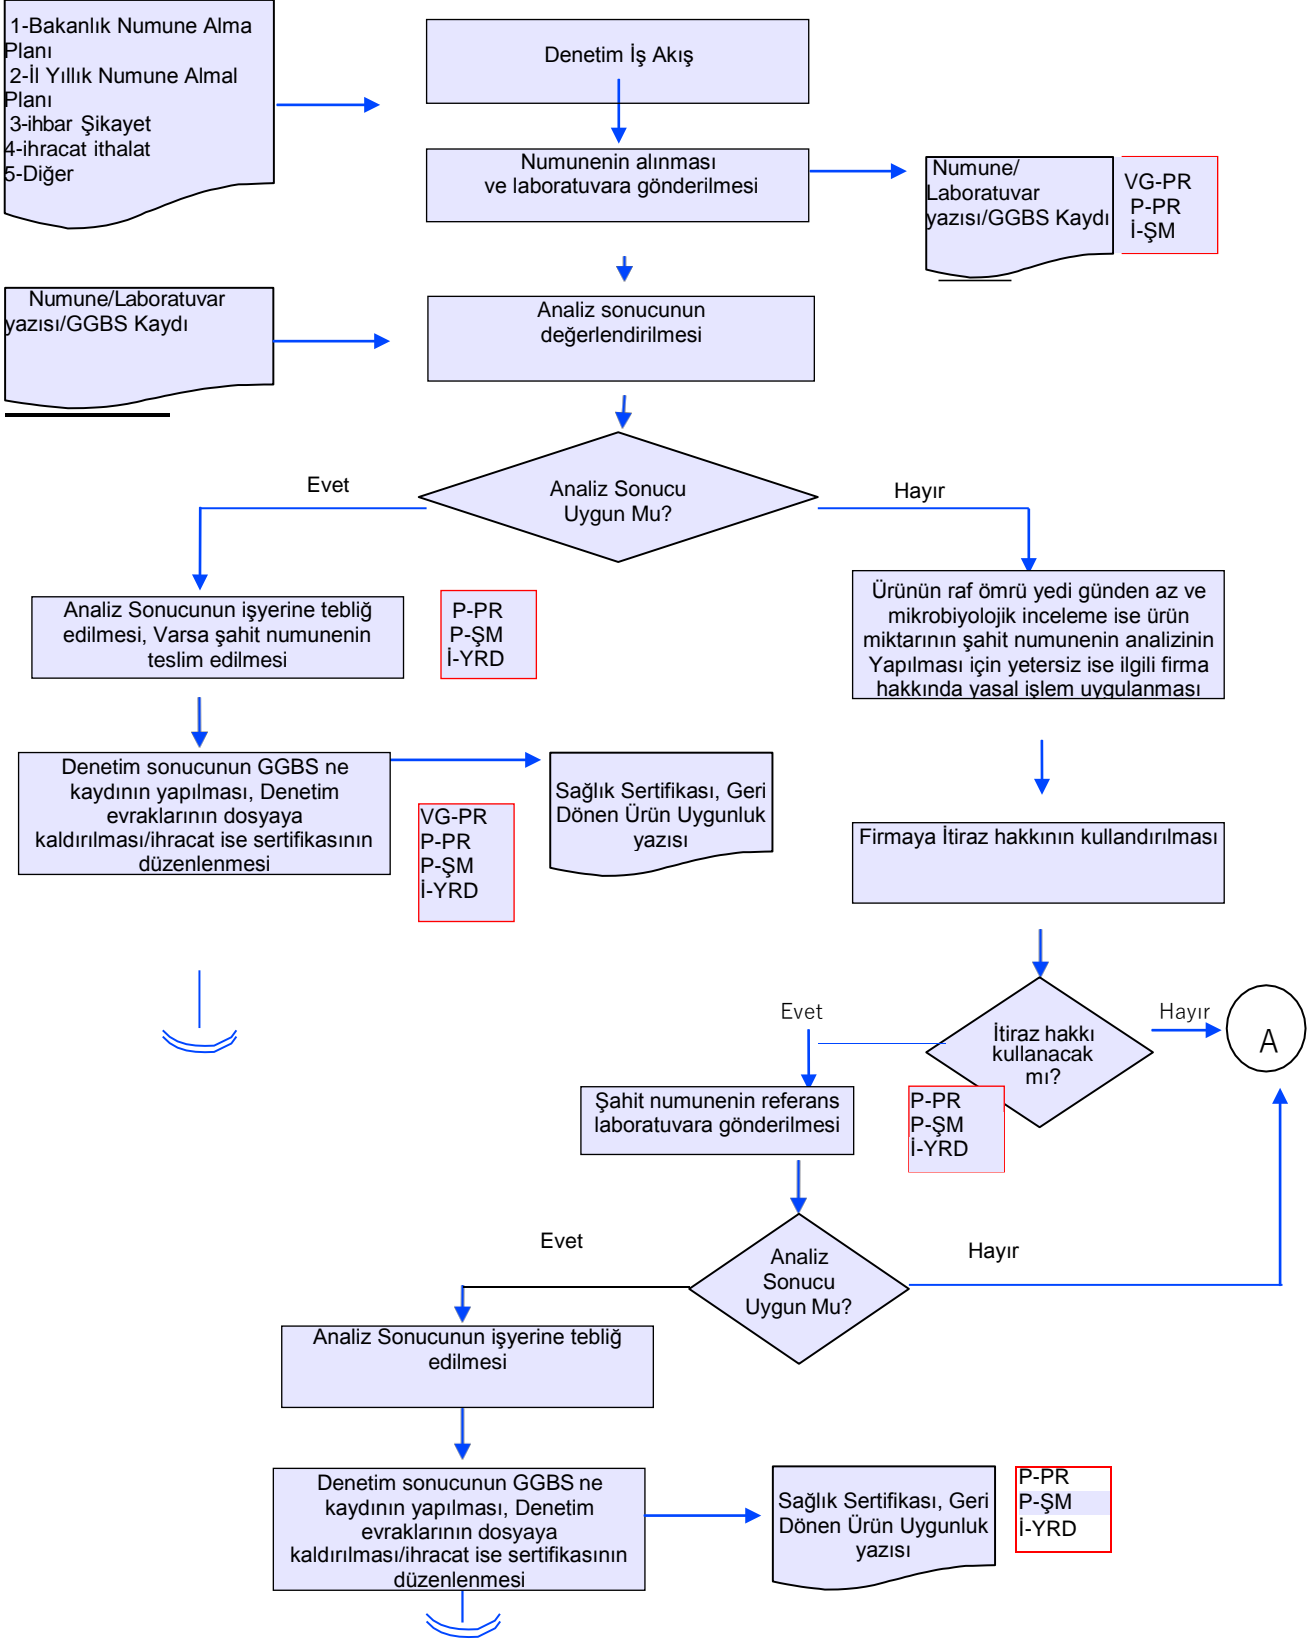 1-Bakanlık Numune Alma
Planı
2-İl Yıllık Numune Almal
Planı
3-ihbar Şikayet
4-ihracat ithalat
5-Diğer
Denetim İş Akış
Numunenin alınması
ve laboratuvara gönderilmesi
Numune/
Laboratuvar
yazısı/GGBS Kaydı
VG-PR
P-PR
İ-ŞM
Numune/Laboratuvar
yazısı/GGBS Kaydı
Analiz sonucunun
değerlendirilmesi
Evet
Analiz Sonucu
Uygun Mu?
Hayır
Analiz Sonucunun işyerine tebliğ
edilmesi, Varsa şahit numunenin
teslim edilmesi
P-PR
P-ŞM
İ-YRD
Ürünün raf ömrü yedi günden az ve
mikrobiyolojik inceleme ise ürün
miktarının şahit numunenin analizinin
Yapılması için yetersiz ise ilgili firma
hakkında yasal işlem uygulanması
Denetim sonucunun GGBS ne
kaydının yapılması, Denetim
evraklarının dosyaya
kaldırılması/ihracat ise sertifikasının
düzenlenmesi
VG-PR
P-PR
P-ŞM
İ-YRD
Sağlık Sertifikası, Geri
Dönen Ürün Uygunluk
yazısı
Firmaya İtiraz hakkının kullandırılması
Evet
İtiraz hakkı
kullanacak
mı?
Hayır
A
Şahit numunenin referans
laboratuvara gönderilmesi
P-PR
P-ŞM
İ-YRD
Evet
Analiz
Sonucu
Uygun Mu?
Hayır
Analiz Sonucunun işyerine tebliğ
edilmesi
Denetim sonucunun GGBS ne
kaydının yapılması, Denetim
evraklarının dosyaya
kaldırılması/ihracat ise sertifikasının
düzenlenmesi
Sağlık Sertifikası, Geri
Dönen Ürün Uygunluk
yazısı
P-PR
P-ŞM
İ-YRD